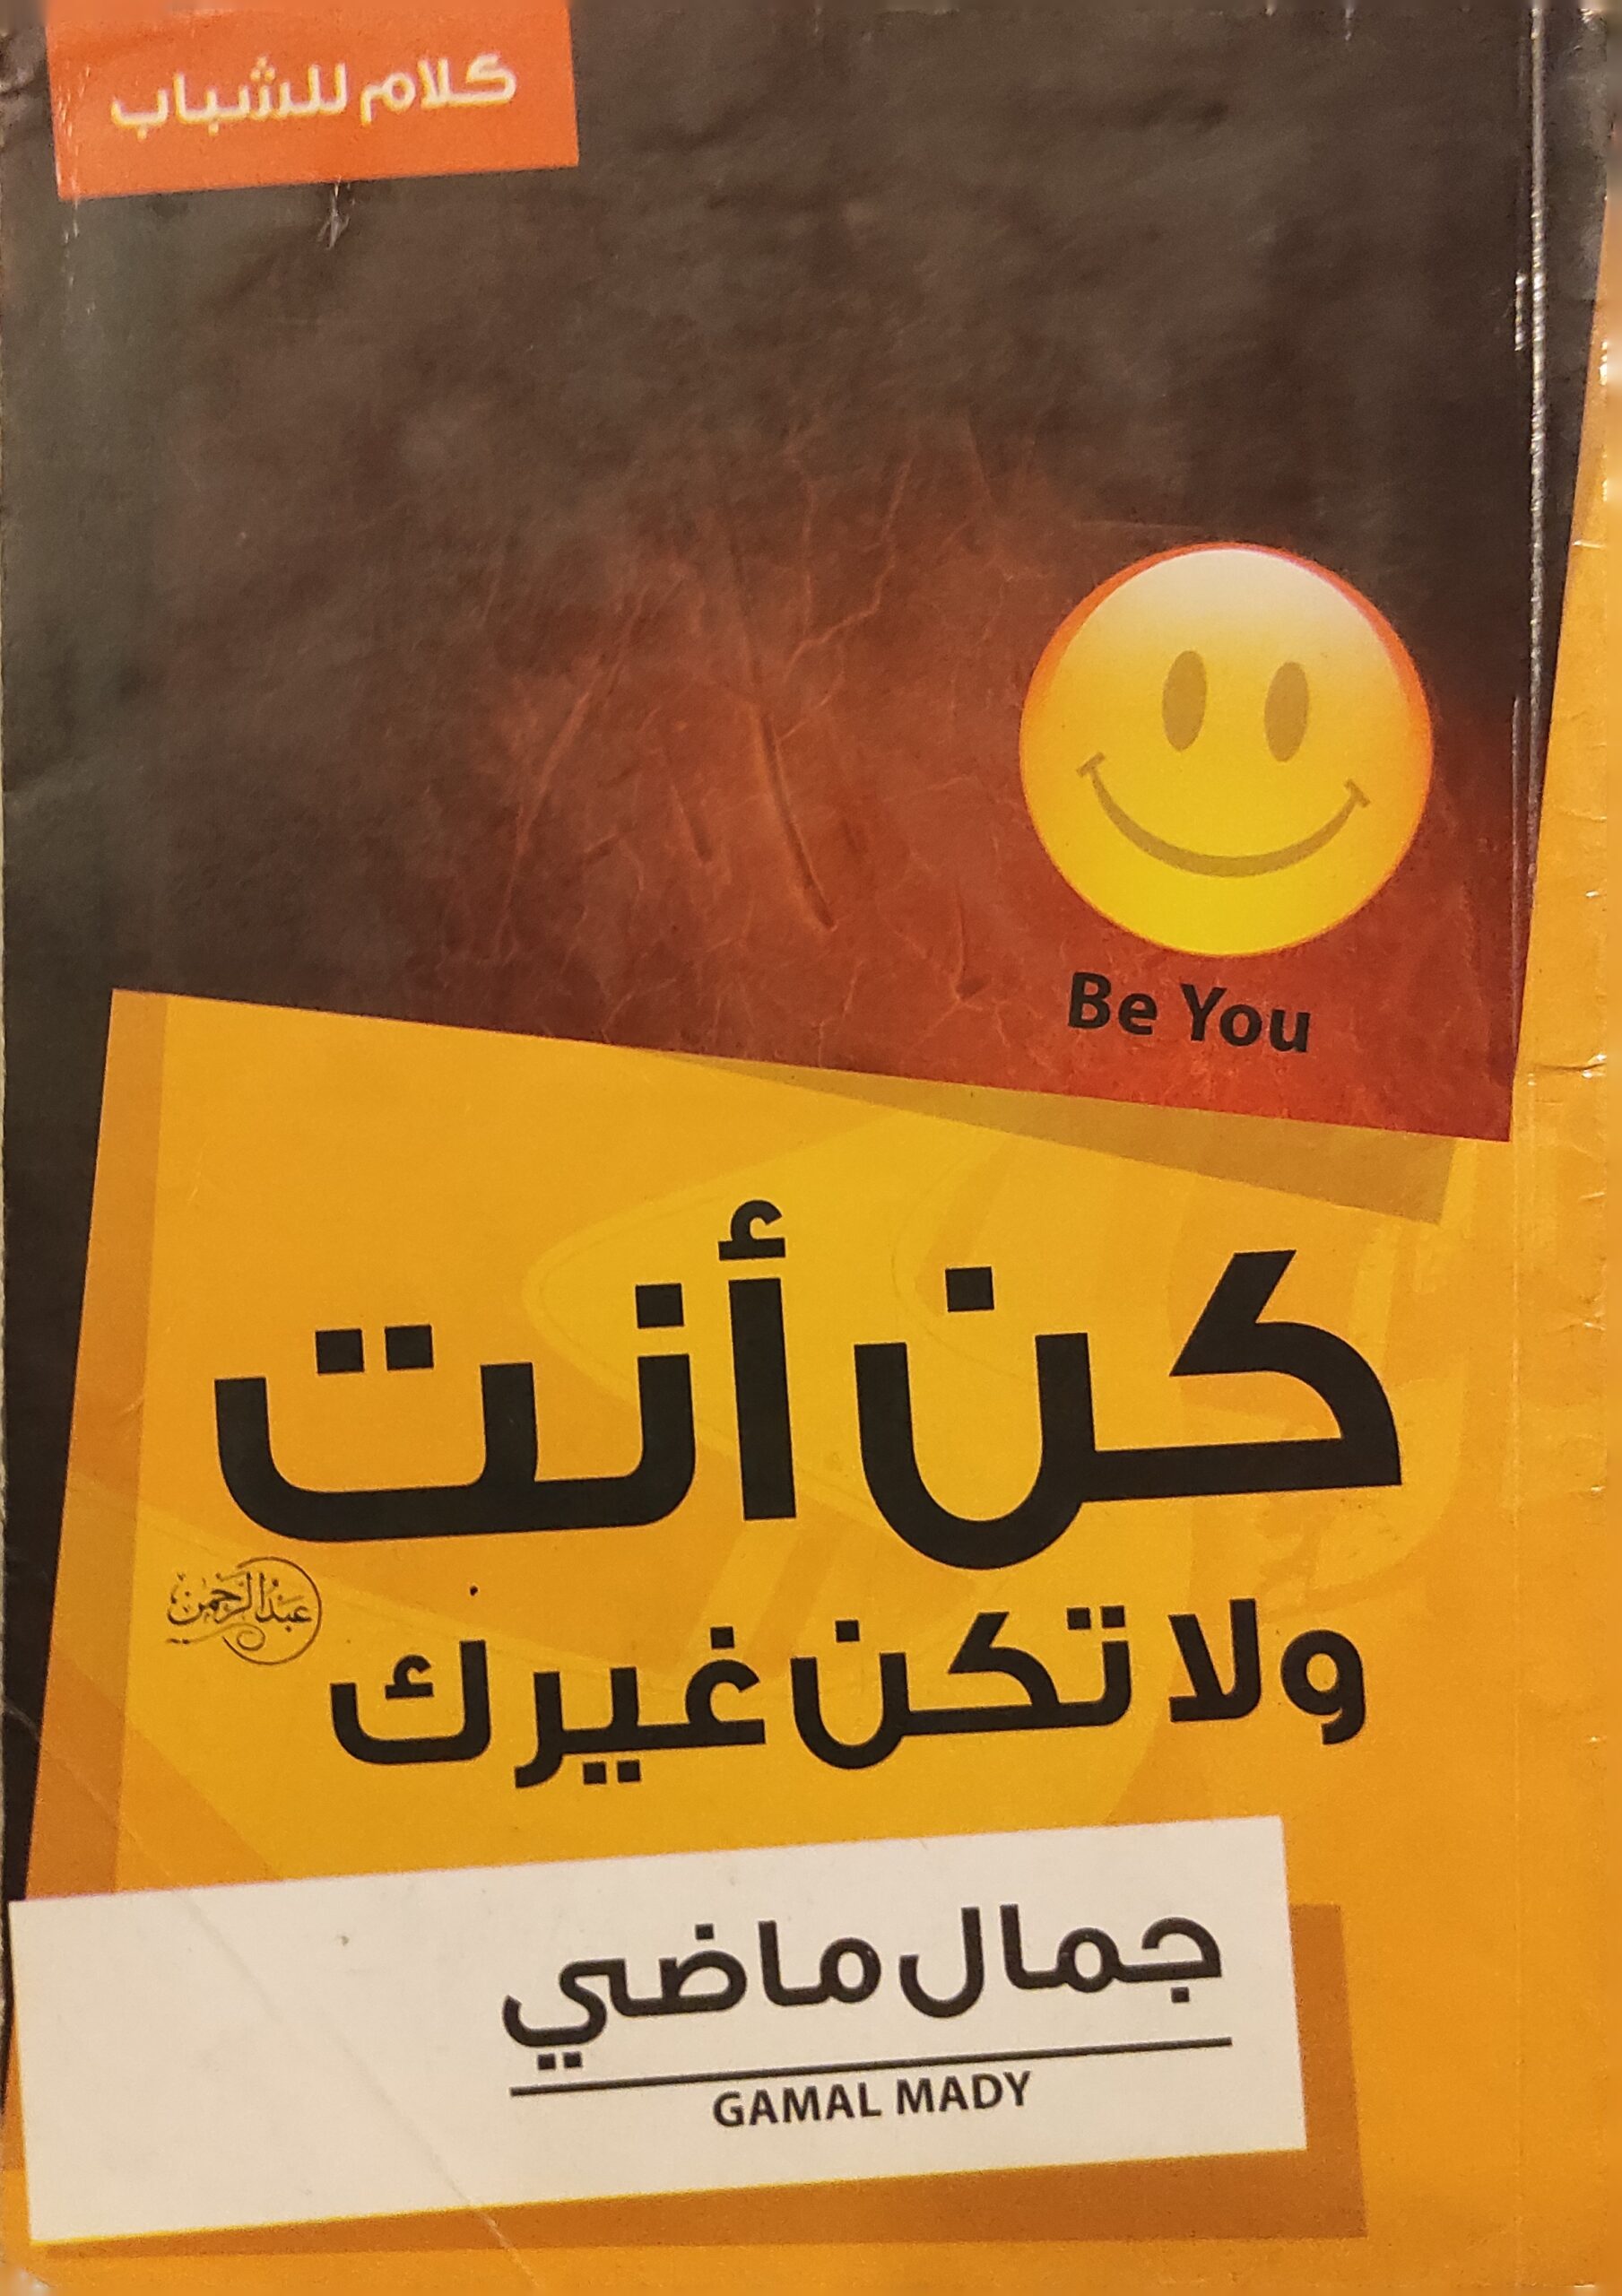 كلام للشباب
Be You
كن أنت
ولا تكن غيرك
عبد الرحمن
جمال ماضي
GAMAL MADY